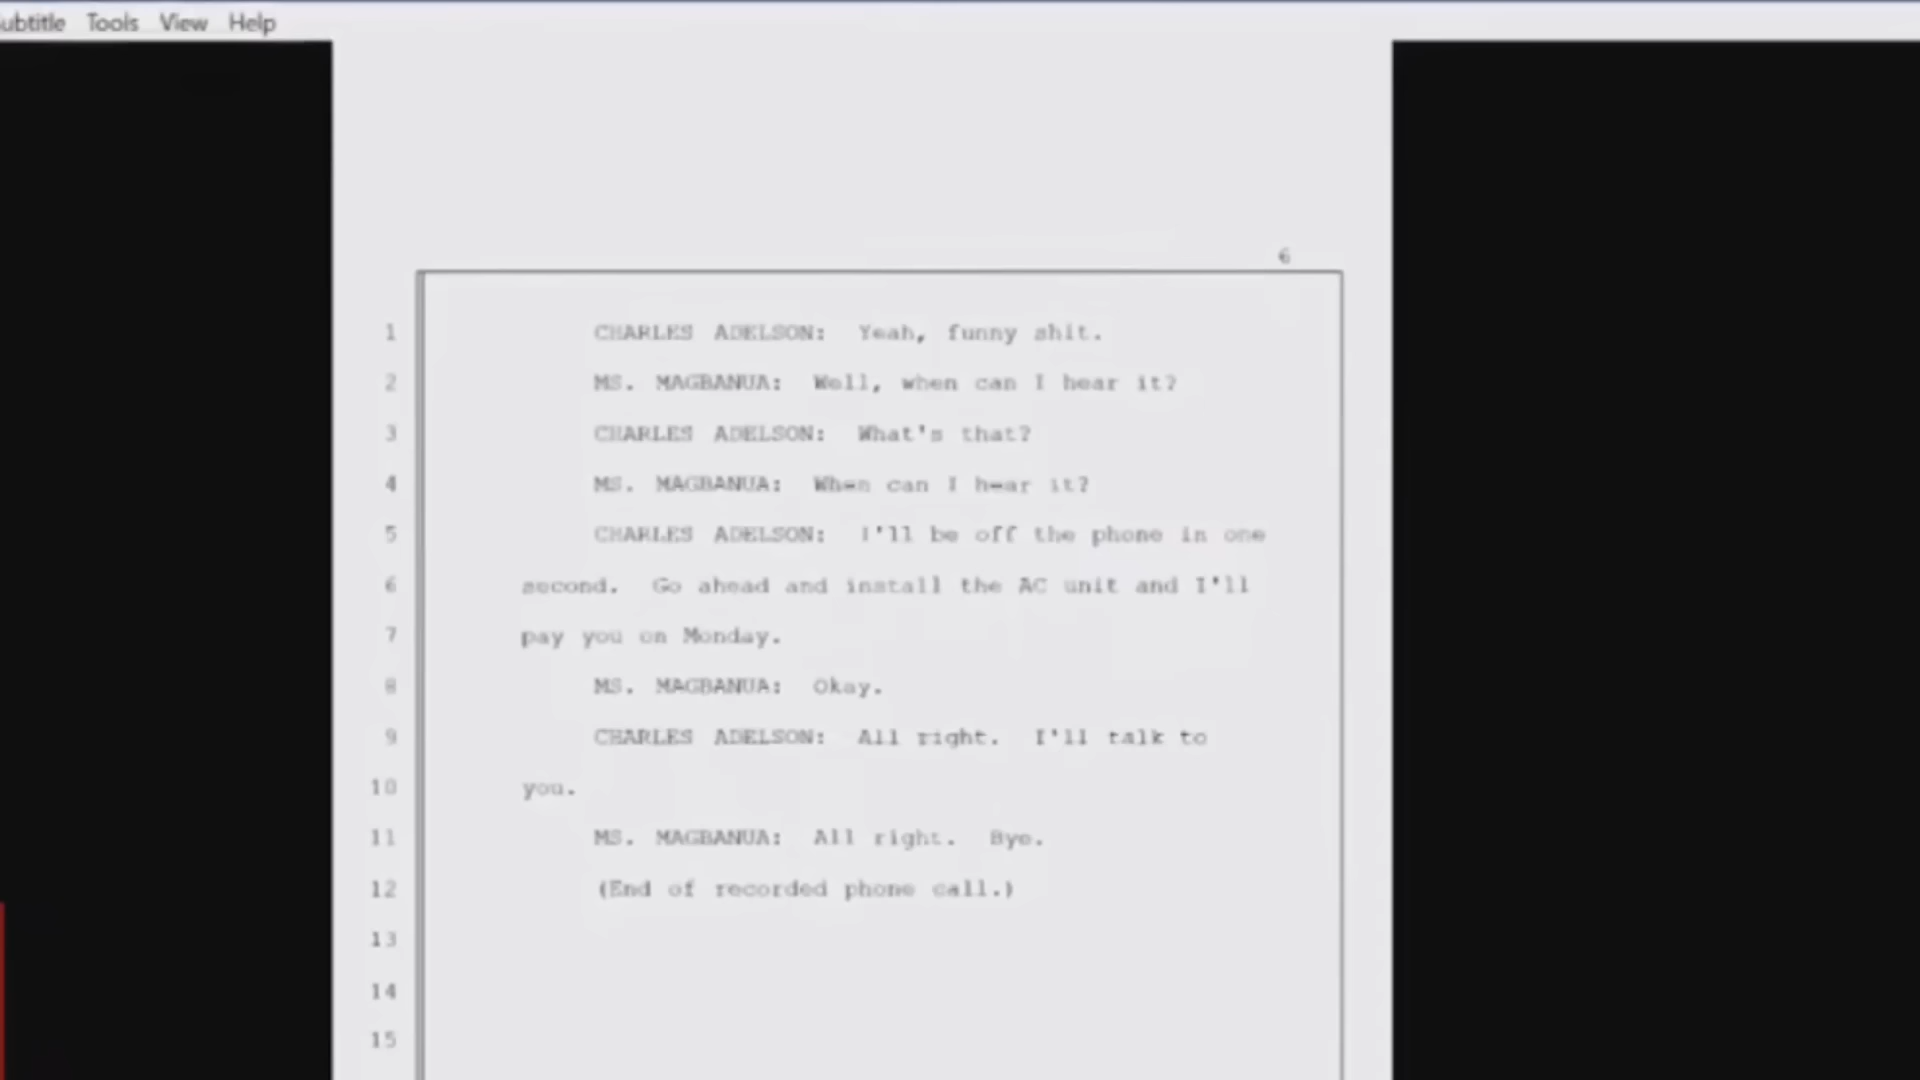 ubtitle Tools View Help
6
1 CHARLES ADELSON: Yeah, funny shit.
2 MS. MAGBANUA: Well, when can I hear it?
3 CHARLES ADELSON: What's that?
4 MS. MAGBANUA: When can I hear it?
5 CHARLES ADELSON: I'll be off the phone in one
6 second. Go ahead and install the AC unit and I'll
7 pay you on Monday.
8 MS. MAGBANUA: Okay.
9 CHARLES ADELSON: All right. I'll talk to
10 you.
11 MS. MAGBANUA: All right. Bye.
12 (End of recorded phone call.)
13
14
15